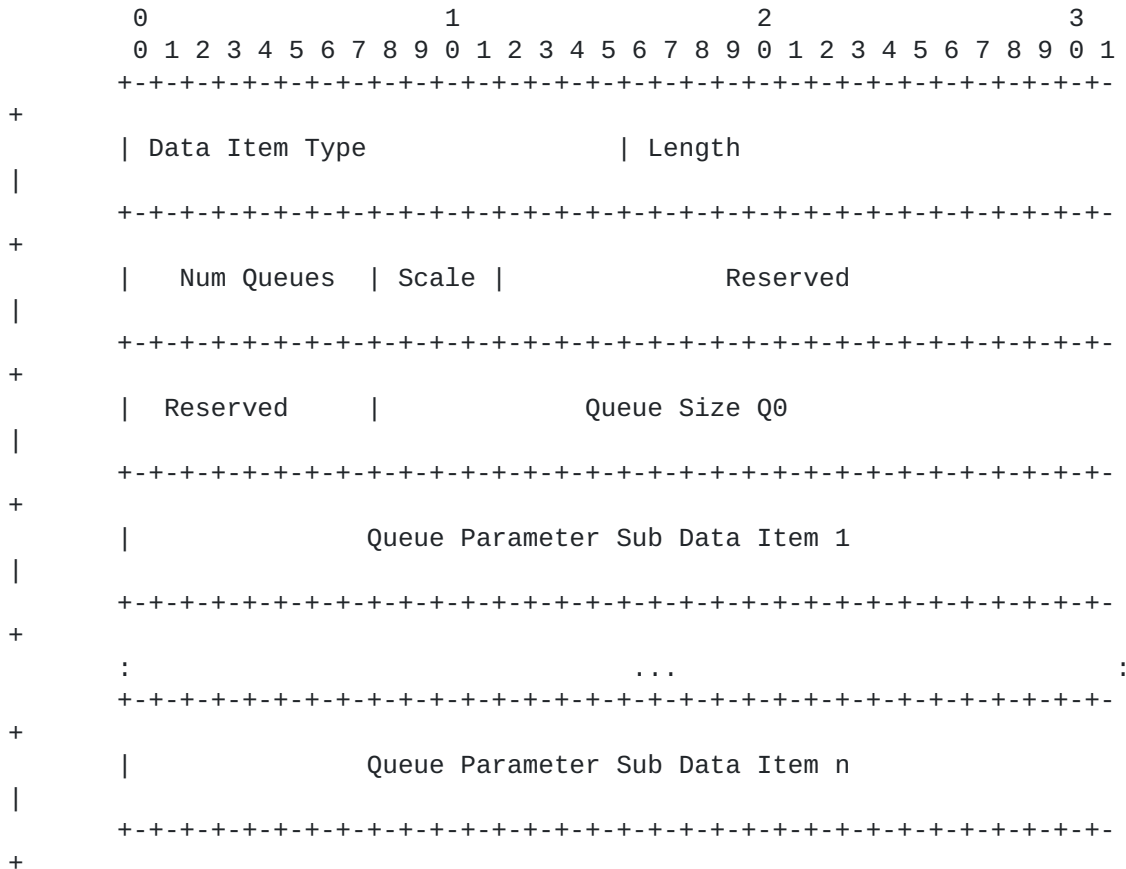 0                   1                   2                   3
0 1 2 3 4 5 6 7 8 9 0 1 2 3 4 5 6 7 8 9 0 1 2 3 4 5 6 7 8 9 0 1
+-+-+-+-+-+-+-+-+-+-+-+-+-+-+-+-+-+-+-+-+-+-+-+-+-+-+-+-+-+-+-+-
+
| Data Item Type                | Length
|
+-+-+-+-+-+-+-+-+-+-+-+-+-+-+-+-+-+-+-+-+-+-+-+-+-+-+-+-+-+-+-+-
+
|   Num Queues  | Scale |              Reserved
|
+-+-+-+-+-+-+-+-+-+-+-+-+-+-+-+-+-+-+-+-+-+-+-+-+-+-+-+-+-+-+-+-
+
|  Reserved     |             Queue Size Q0
|
+-+-+-+-+-+-+-+-+-+-+-+-+-+-+-+-+-+-+-+-+-+-+-+-+-+-+-+-+-+-+-+-
+
|               Queue Parameter Sub Data Item 1
|
+-+-+-+-+-+-+-+-+-+-+-+-+-+-+-+-+-+-+-+-+-+-+-+-+-+-+-+-+-+-+-+-
+
:                                ...                            :
+-+-+-+-+-+-+-+-+-+-+-+-+-+-+-+-+-+-+-+-+-+-+-+-+-+-+-+-+-+-+-+-
+
|               Queue Parameter Sub Data Item n
|
+-+-+-+-+-+-+-+-+-+-+-+-+-+-+-+-+-+-+-+-+-+-+-+-+-+-+-+-+-+-+-+-
+